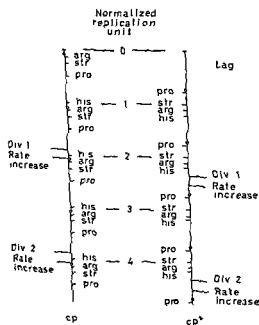 Normalized
replication
unit
0
Lag
arg
str
pro
his
arg
str
pro
Div 1
Rate
increase
his
arg
str
pro
his
arg
str
pro
Div 2
Rate
increase
his
arg
str
pro
cp
1
2
3
4
pro
str
arg
his
pro
str
arg
his
Div 1
Rate
increase
pro
str
arg
his
pro
str
arg
his
Div 2
Rate
increase
pro